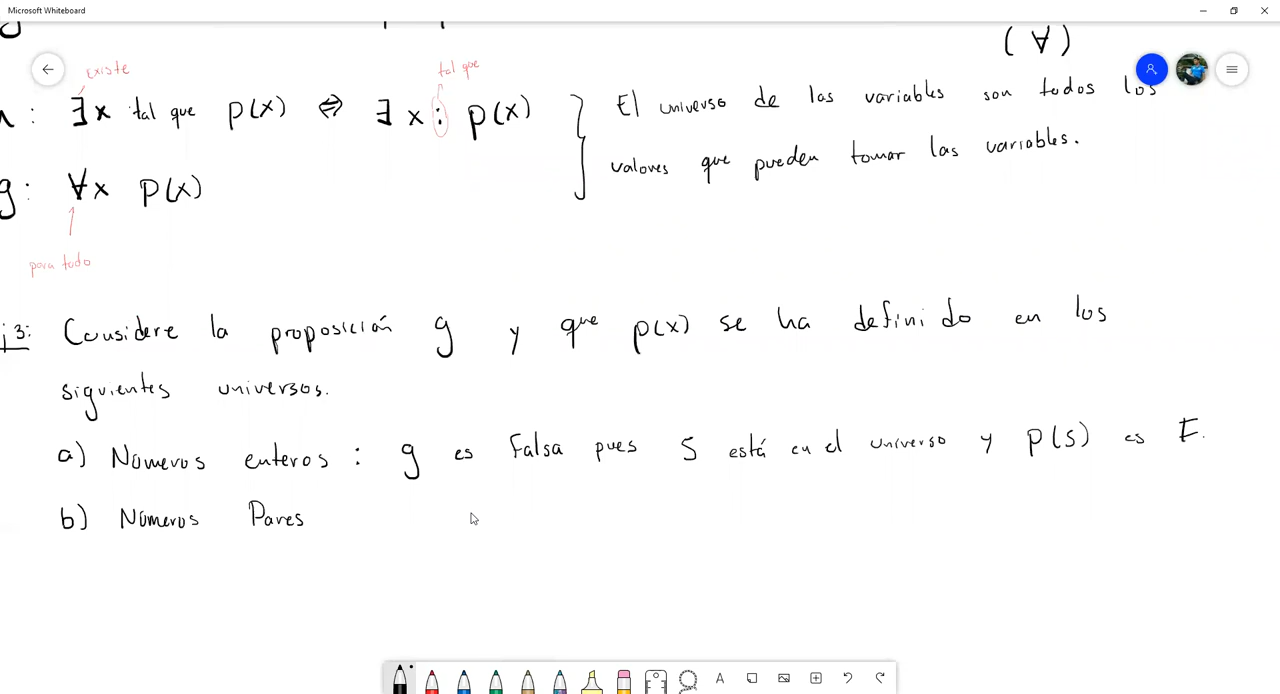 Microsoft Whiteboard
(∀)
existe
tal que
: ∃x tal que p(x) ⇔ ∃ x : p(x)
El universo de las variables son todos los
valores que pueden tomar las variables.
g: ∀x p(x)
para todo
j 3: Considere la proposición g y que p(x) se ha definido en los
siguientes universos.
a) Números enteros : g es Falsa pues 5 está en el universo y p(5) es F.
b) Números Pares
A